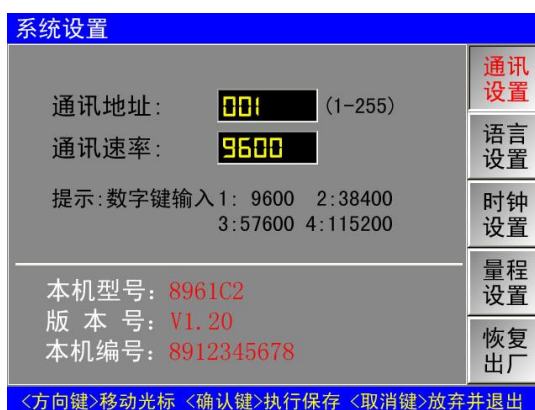 系统设置
通讯地址: 001 (1-255)
通讯速率: 9600
提示:数字键输入1: 9600 2:38400
3:57600 4:115200
本机型号: 8961C2
版 本 号: V1.20
本机编号: 8912345678
通讯
设置
语言
设置
时钟
设置
量程
设置
恢复
出厂
<方向键>移动光标 <确认键>执行保存 <取消键>放弃并退出